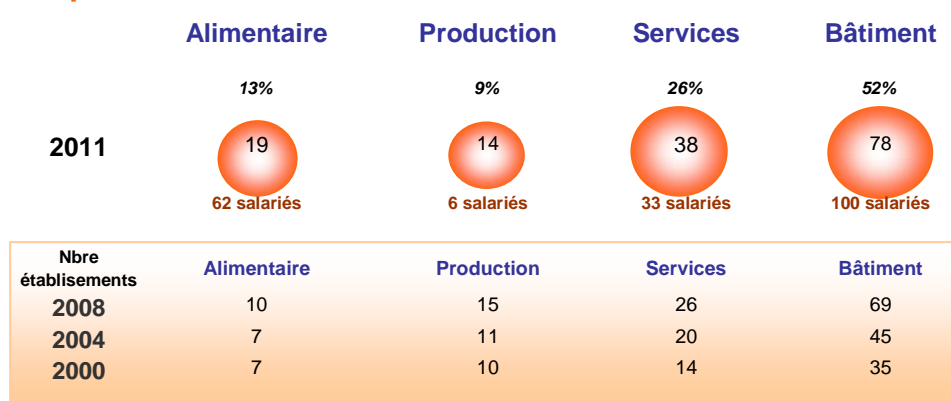 Alimentaire Production Services Bâtiment
13% 9% 26% 52%
2011 19 14 38 78
62 salariés 6 salariés 33 salariés 100 salariés
Nbre
établisements Alimentaire Production Services Bâtiment
2008 10 15 26 69
2004 7 11 20 45
2000 7 10 14 35